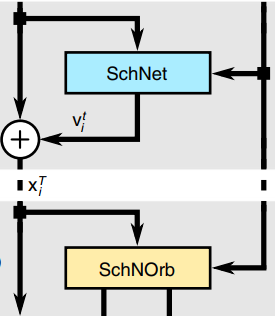 SchNet
+
v_i^t
x_i^T
SchNOrb